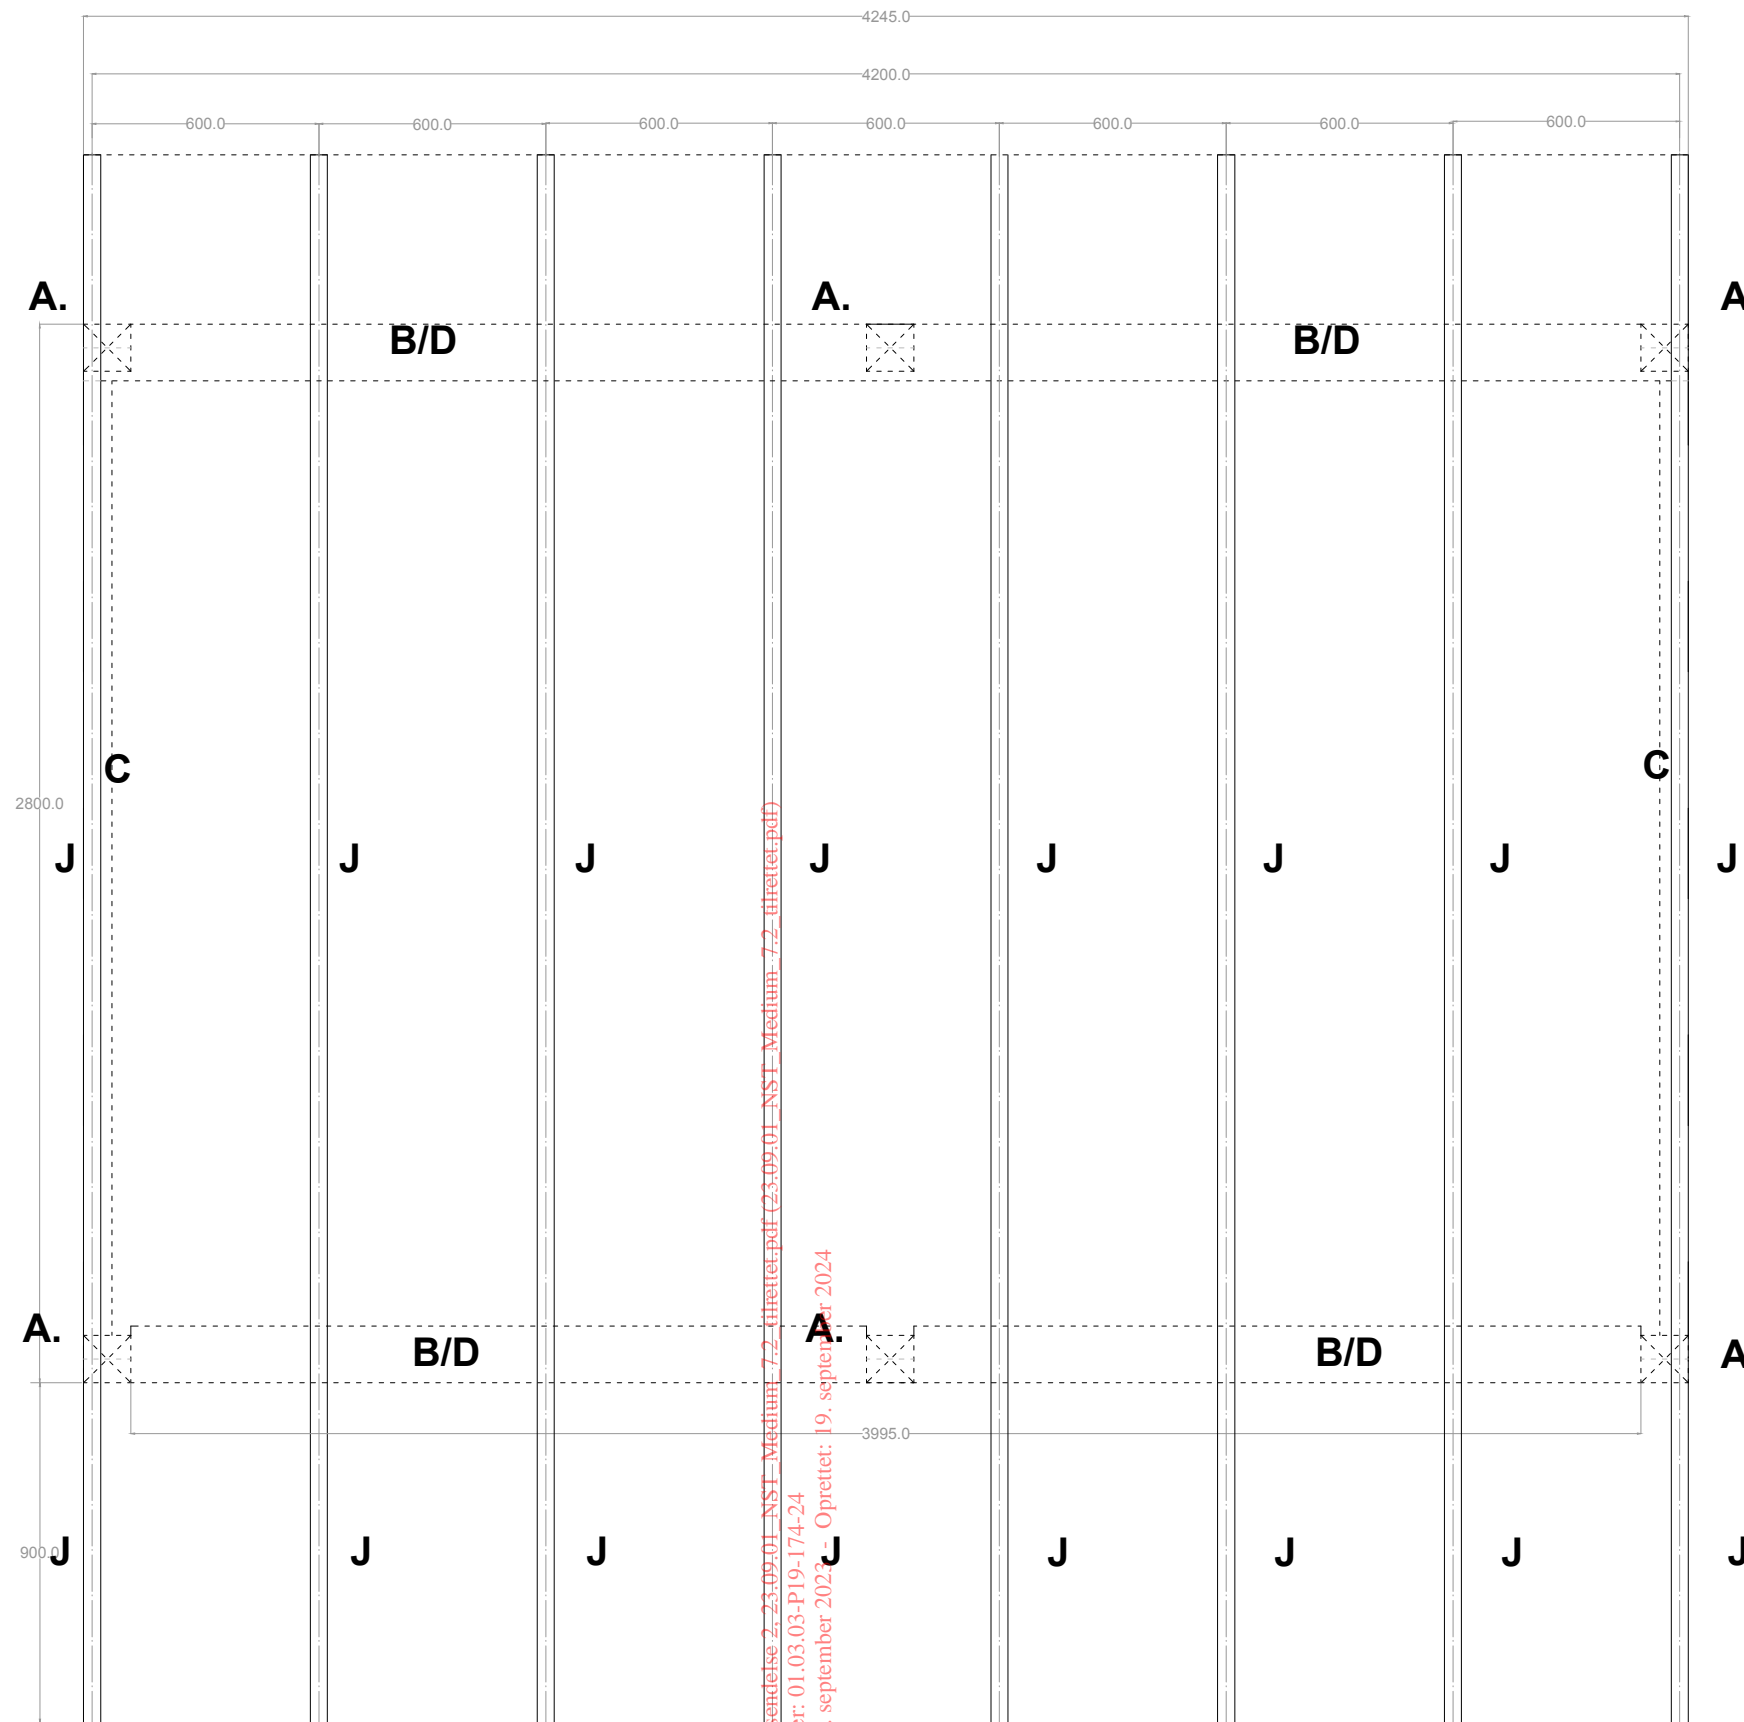 4245.0
4200.0
600.0 600.0 600.0 600.0 600.0 600.0 600.0
A. A. A
B/D B/D
C C
2800.0
J J J J J J J J
A. A. A
B/D B/D
3995.0
900.0 J J J J J J J J
endelse 2, 23.09.01_NST_Medium_7.2_tilrettet.pdf (23.09.01_NST_Medium_7.2_tilrettet.pdf)
er: 01.03.03-P19-174-24
. september 2023 - Oprettet: 19. september 2024